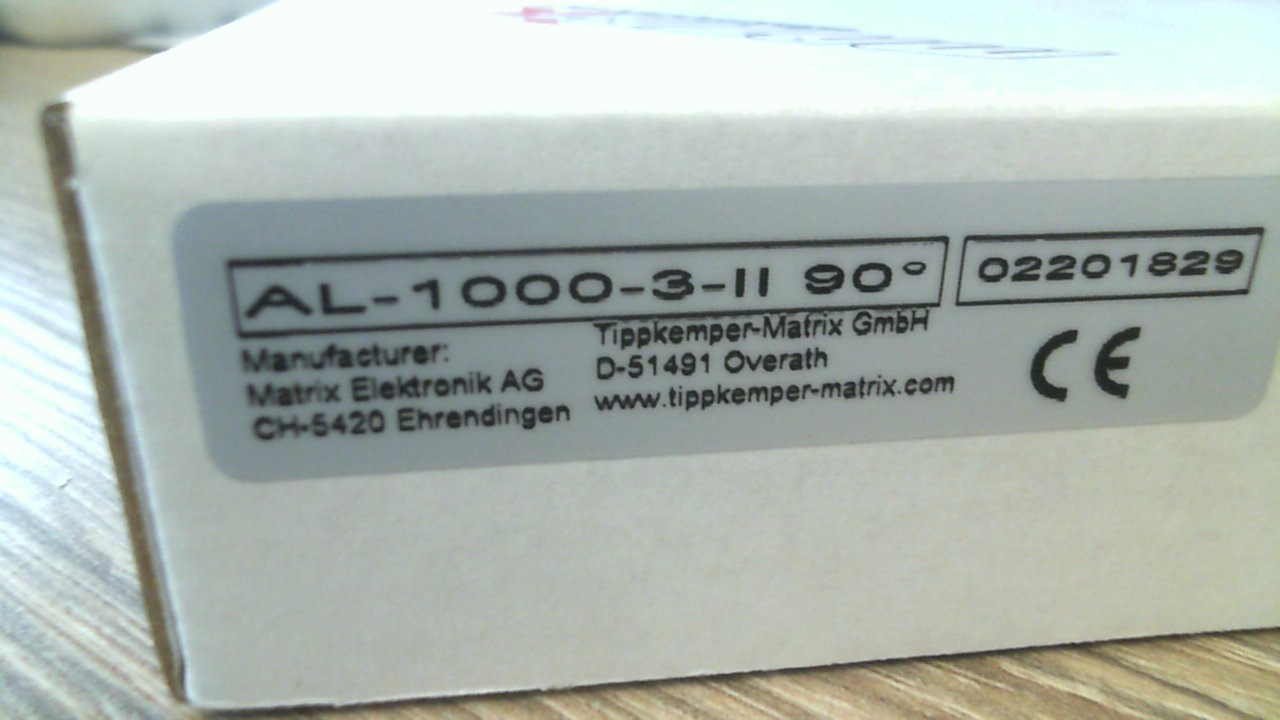 AL-1000-3-II 90°
02201829
Manufacturer:
Matrix Elektronik AG
CH-5420 Ehrendingen
Tippkemper-Matrix GmbH
D-51491 Overath
www.tippkemper-matrix.com
CE